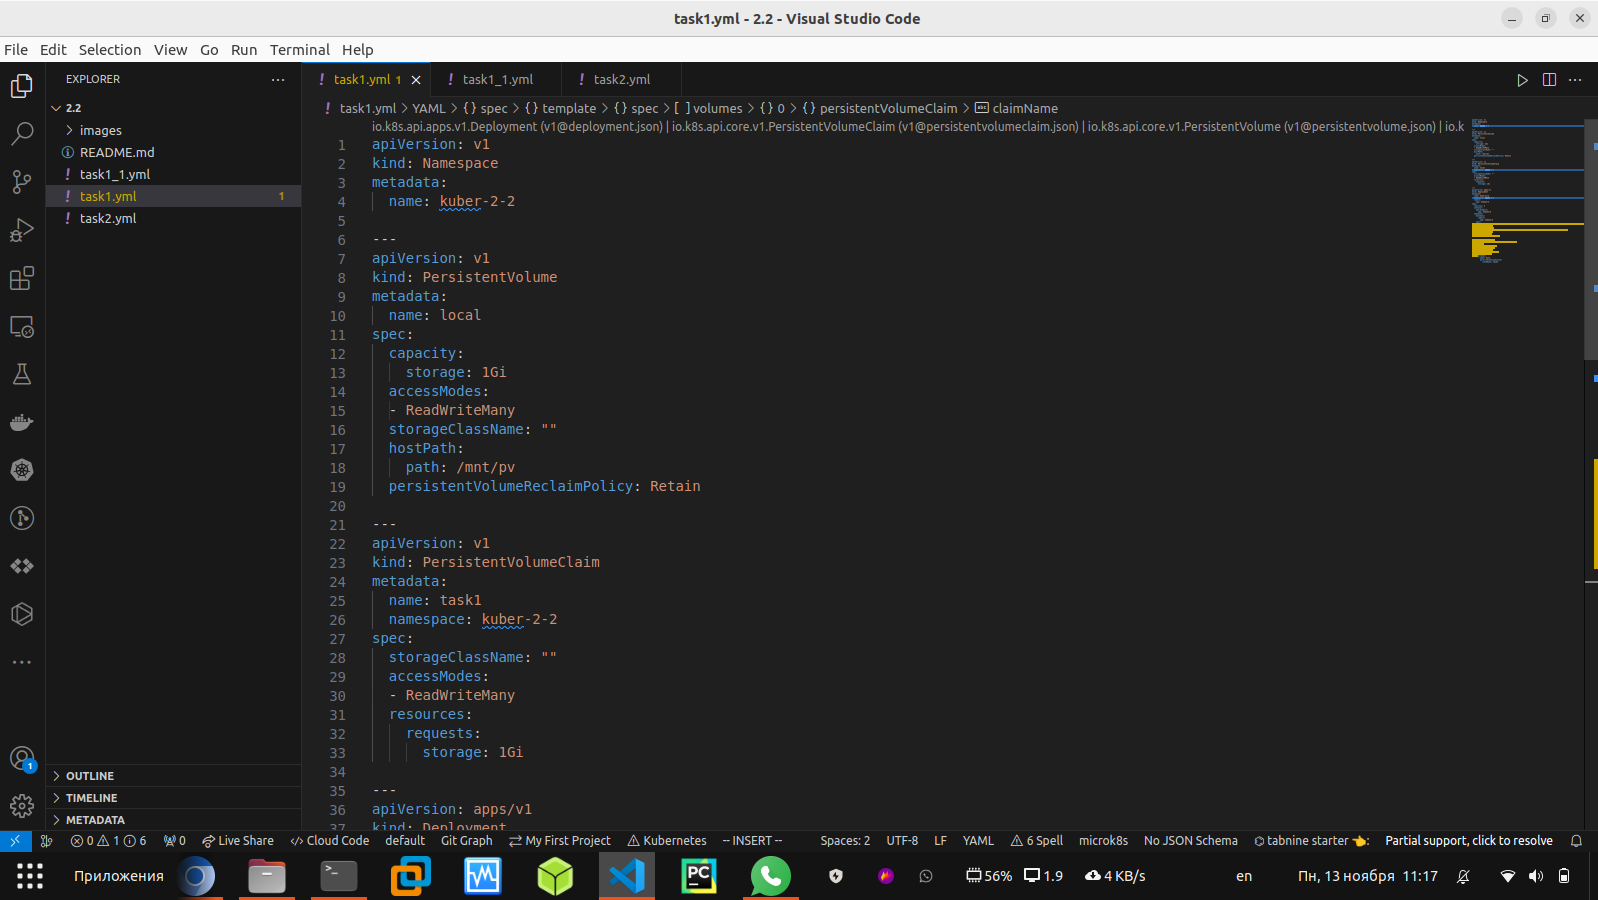 task1.yml - 2.2 - Visual Studio Code
File Edit Selection View Go Run Terminal Help
EXPLORER
2.2
images
README.md
task1_1.yml
task1.yml 1
task2.yml
OUTLINE
TIMELINE
METADATA
task1.yml 1
task1_1.yml
task2.yml
task1.yml > YAML > {} spec > {} template > {} spec > [ ] volumes > {} 0 > {} persistentVolumeClaim > claimName
io.k8s.api.apps.v1.Deployment (v1@deployment.json) | io.k8s.api.core.v1.PersistentVolumeClaim (v1@persistentvolumeclaim.json) | io.k8s.api.core.v1.PersistentVolume (v1@persistentvolume.json) | io.k
1 apiVersion: v1
2 kind: Namespace
3 metadata:
4 name: kuber-2-2
5
6 ---
7 apiVersion: v1
8 kind: PersistentVolume
9 metadata:
10 name: local
11 spec:
12 capacity:
13 storage: 1Gi
14 accessModes:
15 - ReadWriteMany
16 storageClassName: ""
17 hostPath:
18 path: /mnt/pv
19 persistentVolumeReclaimPolicy: Retain
20
21 ---
22 apiVersion: v1
23 kind: PersistentVolumeClaim
24 metadata:
25 name: task1
26 namespace: kuber-2-2
27 spec:
28 storageClassName: ""
29 accessModes:
30 - ReadWriteMany
31 resources:
32 requests:
33 storage: 1Gi
34
35 ---
36 apiVersion: apps/v1
37 kind: Deployment
1
0 1 6 0 Live Share Cloud Code default Git Graph My First Project Kubernetes -- INSERT -- Spaces: 2 UTF-8 LF YAML 6 Spell microk8s No JSON Schema tabnine starter Partial support, click to resolve
Приложения PC 56% 1.9 4 KB/s en Пн, 13 ноября 11:17